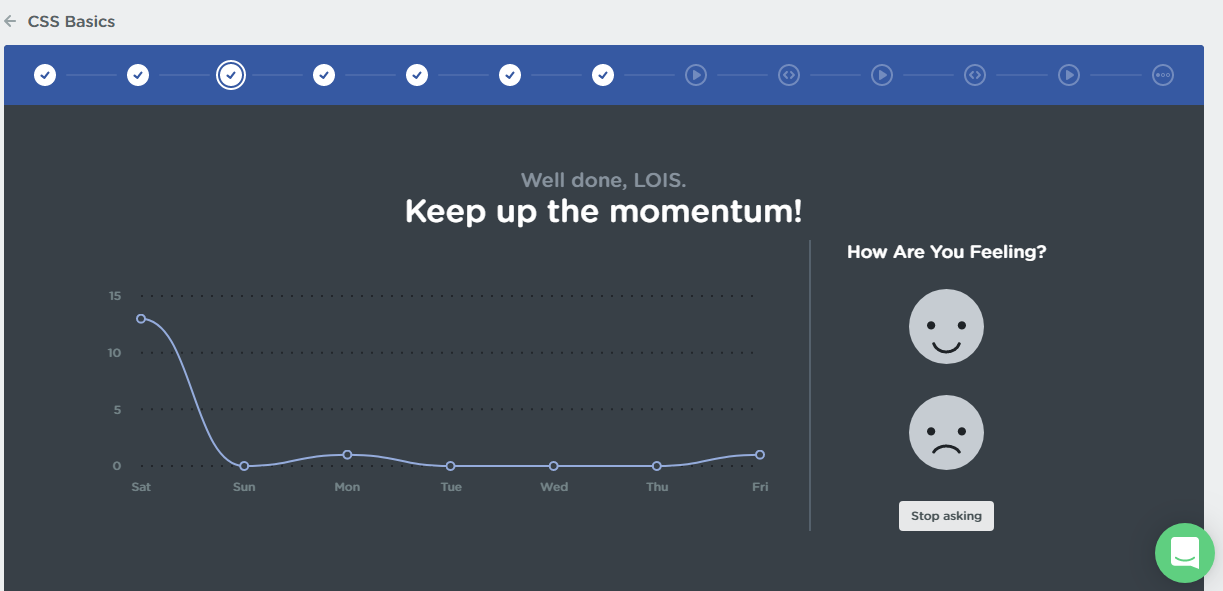 CSS Basics
Well done, LOIS.
Keep up the momentum!
How Are You Feeling?
15
10
5
0
Sat Sun Mon Tue Wed Thu Fri
Stop asking